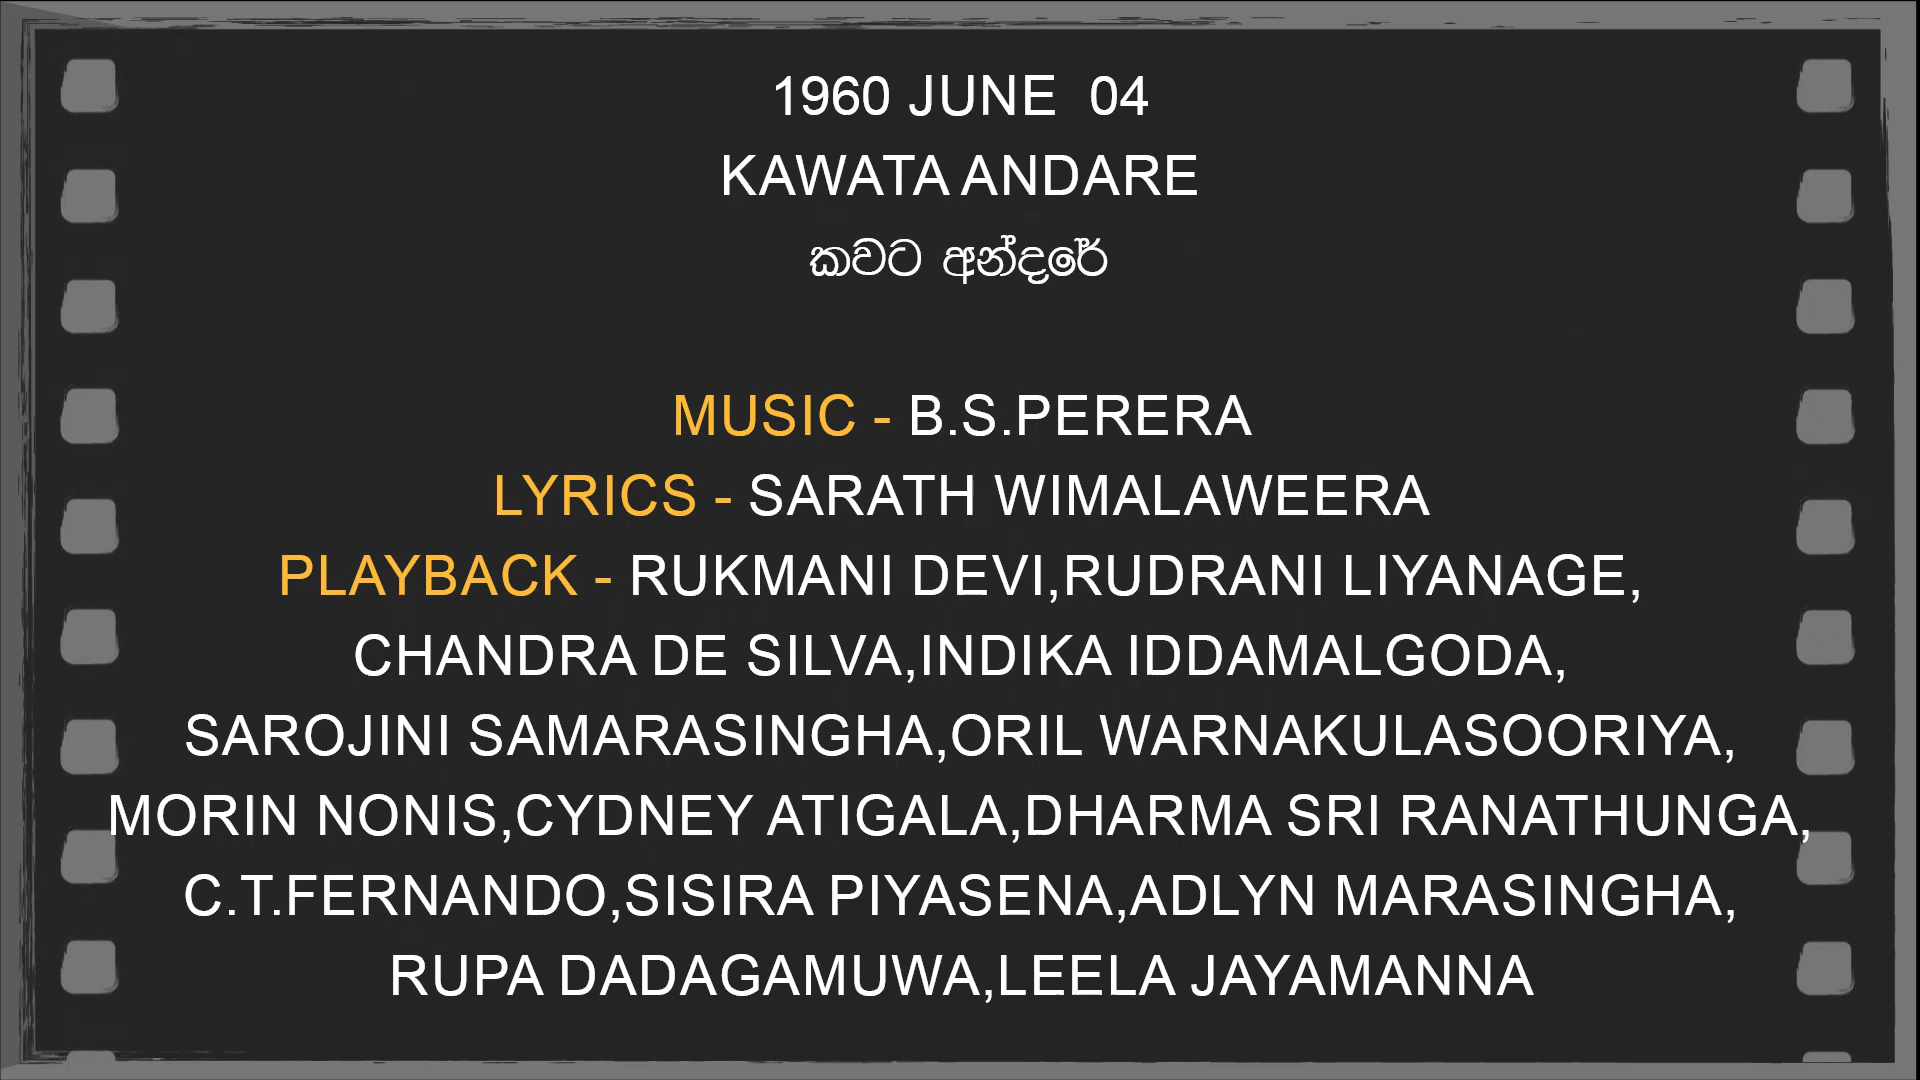 1960 JUNE  04
KAWATA ANDARE
කවට අන්දරේ
MUSIC - B.S.PERERA
LYRICS - SARATH WIMALAWEERA
PLAYBACK - RUKMANI DEVI,RUDRANI LIYANAGE,
CHANDRA DE SILVA,INDIKA IDDAMALGODA,
SAROJINI SAMARASINGHA,ORIL WARNAKULASOORIYA,
MORIN NONIS,CYDNEY ATIGALA,DHARMA SRI RANATHUNGA,
C.T.FERNANDO,SISIRA PIYASENA,ADLYN MARASINGHA,
RUPA DADAGAMUWA,LEELA JAYAMANNA